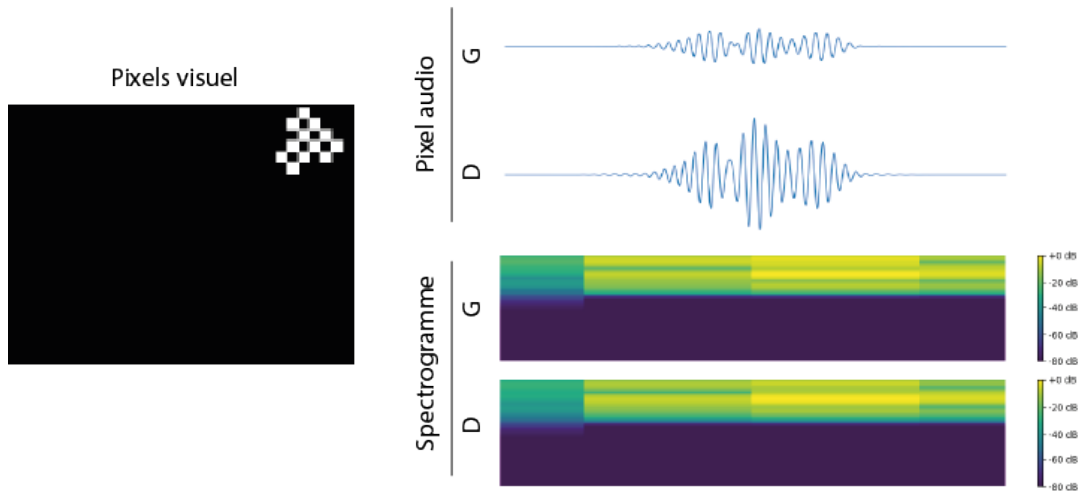 Pixels visuel
Pixel audio
G
D
Spectrogramme
G
D
+0 dB
-20 dB
-40 dB
-60 dB
-80 dB
+0 dB
-20 dB
-40 dB
-60 dB
-80 dB